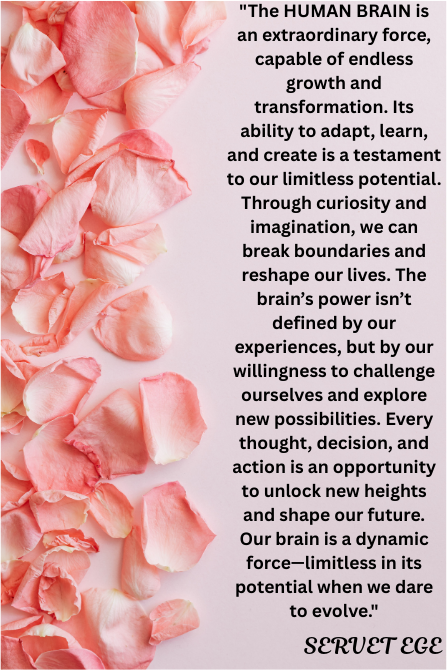 "The HUMAN BRAIN is
an extraordinary force,
capable of endless
growth and
transformation. Its
ability to adapt, learn,
and create is a testament
to our limitless potential.
Through curiosity and
imagination, we can
break boundaries and
reshape our lives. The
brain’s power isn’t
defined by our
experiences, but by our
willingness to challenge
ourselves and explore
new possibilities. Every
thought, decision, and
action is an opportunity
to unlock new heights
and shape our future.
Our brain is a dynamic
force—limitless in its
potential when we dare
to evolve."
SERVET EGE